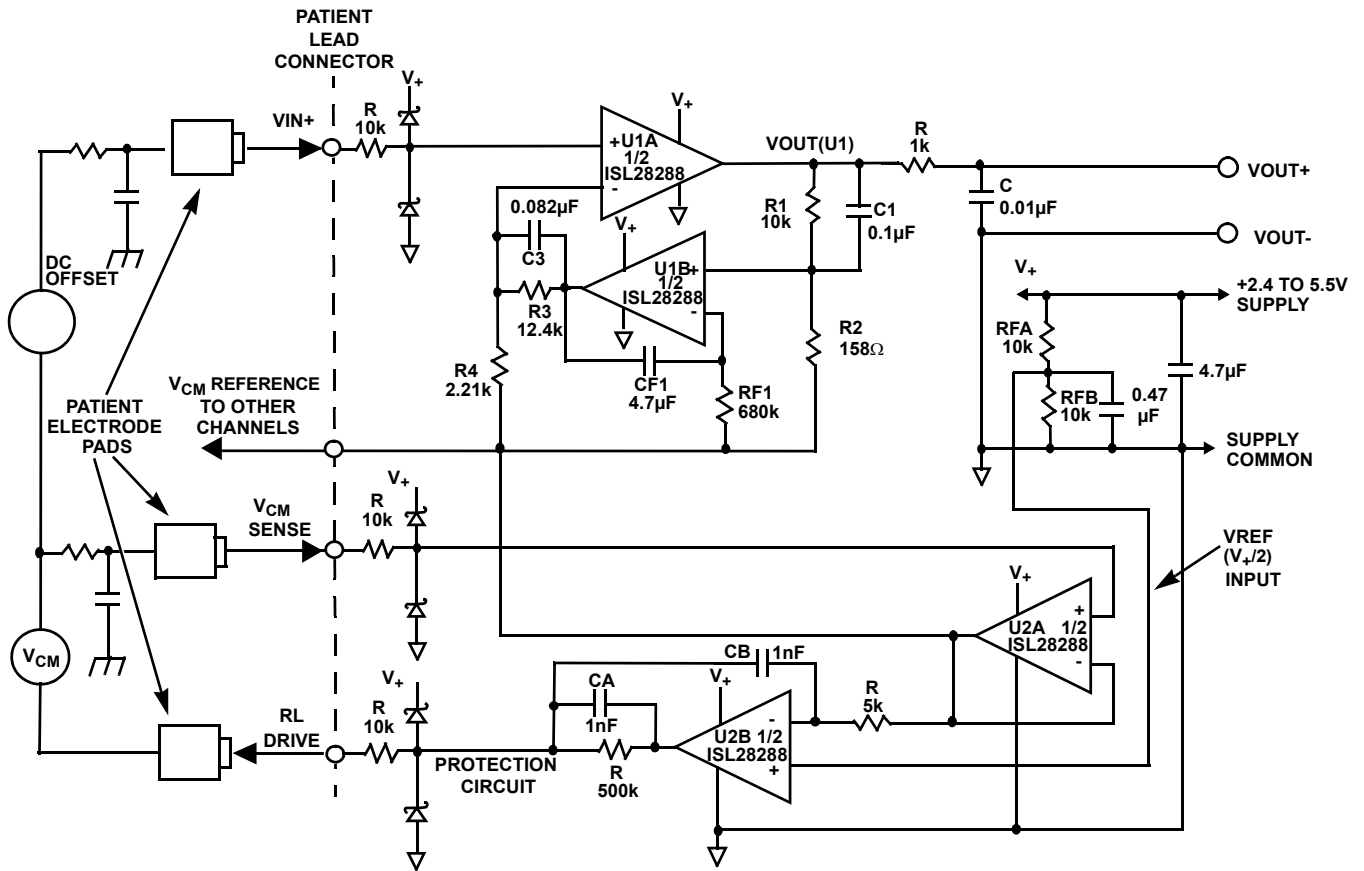 PATIENT
LEAD
CONNECTOR
V+
R
10k
VIN+
V+
+U1A
1/2
ISL28288
-
VOUT(U1)
R
1k
VOUT+
C
0.01µF
VOUT-
R1
10k
C1
0.1µF
0.082µF
C3
V+
U1B+
1/2
ISL28288
-
R3
12.4k
DC
OFFSET
R2
158Ω
V+
+2.4 TO 5.5V
SUPPLY
RFA
10k
4.7µF
RFB
10k
0.47
µF
SUPPLY
COMMON
R4
2.21k
CF1
4.7µF
RF1
680k
VCM REFERENCE
TO OTHER
CHANNELS
PATIENT
ELECTRODE
PADS
VCM
SENSE
R
10k
V+
VREF
(V+/2)
INPUT
V+
+
U2A 1/2
ISL28288
-
VCM
CB
1nF
V+
R
10k
RL
DRIVE
CA
1nF
V+
-
U2B 1/2
ISL28288
+
R
5k
PROTECTION
CIRCUIT
R
500k